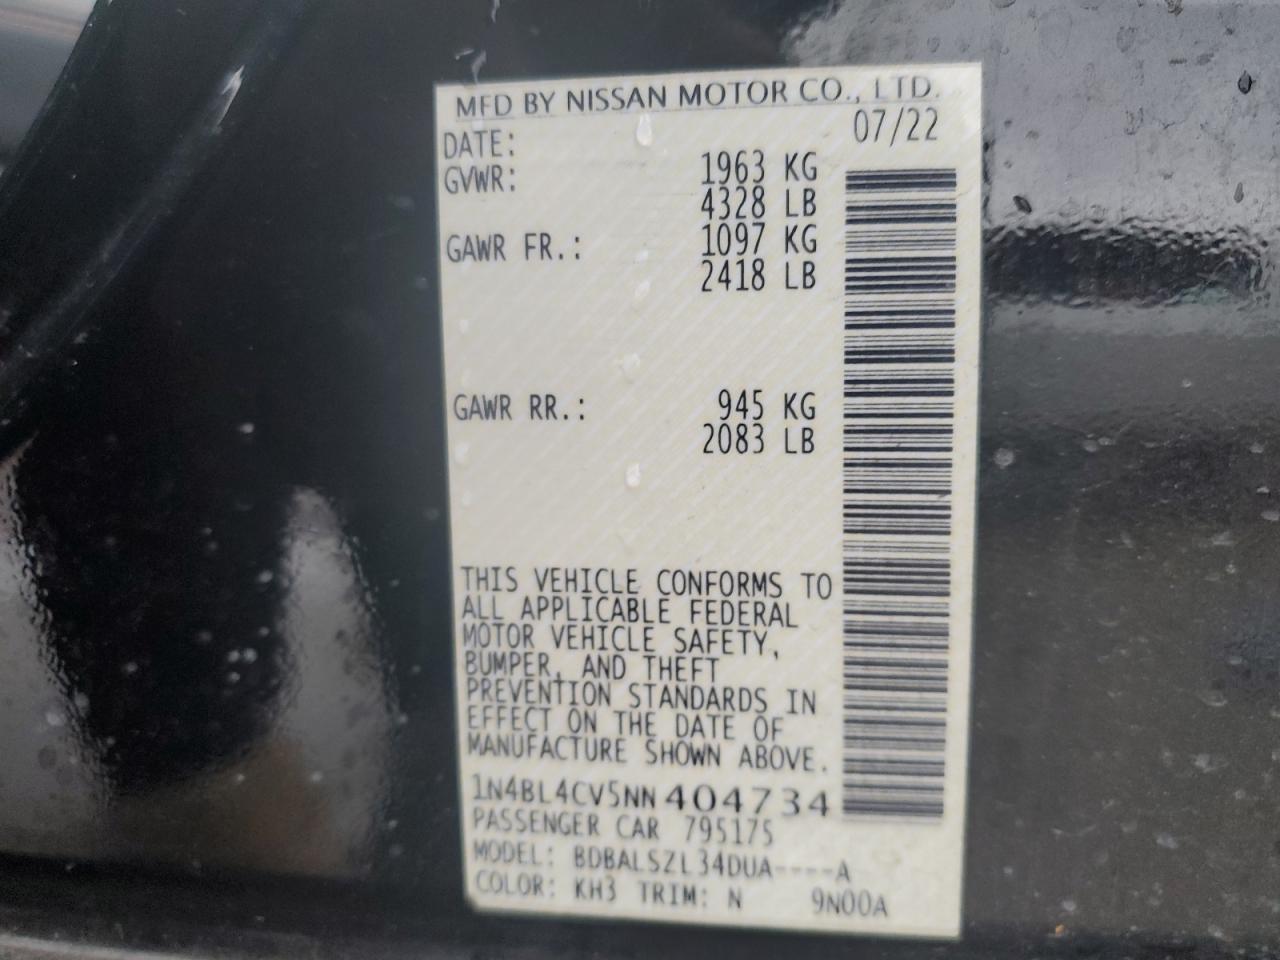 MFD BY NISSAN MOTOR CO., LTD.
DATE: 07/22
GVWR: 1963 KG
4328 LB
GAWR FR.: 1097 KG
2418 LB
GAWR RR.: 945 KG
2083 LB
THIS VEHICLE CONFORMS TO
ALL APPLICABLE FEDERAL
MOTOR VEHICLE SAFETY,
BUMPER, AND THEFT
PREVENTION STANDARDS IN
EFFECT ON THE DATE OF
MANUFACTURE SHOWN ABOVE.
1N4BL4CV5NN404734
PASSENGER CAR 795175
MODEL: BDBALSZL34DUA----A
COLOR: KH3 TRIM: N 9N00A